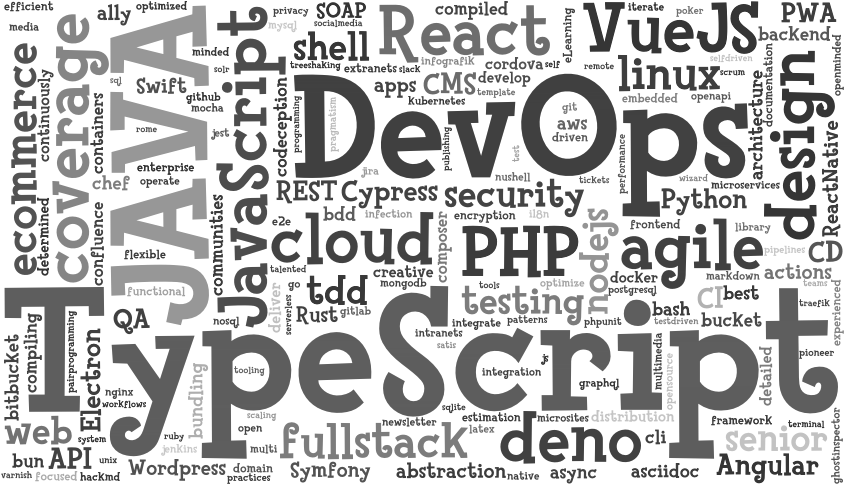 efficient
ally
optimized
privacy
SOAP
compiled
iterate
poker
VueJS
PWA
media
mysql
socialmedia
React
eLearning
backend
ecommerce
continuously
coverage
JAVA
minded
JavaScript
shell
treeshaking
infografik
cordova
self
remote
selfdriven
linux
scrum
openminded
sql
Swift
solr
extranets
slack
apps
CMS
develop
template
Kubernetes
embedded
openapi
architecture
documentation
design
containers
github
mocha
codeception
programming
pragmatism
DevOps
git
aws
driven
rome
jest
publishing
test
performance
enterprise
operate
chef
jira
nushell
tickets
wizard
microservices
REST
Cypress
security
Python
ReactNative
determined
confluence
communities
e2e
bdd
infection
encryption
i18n
composer
nodejs
frontend
library
flexible
cloud
PHP
agile
pipelines
CD
talented
creative
mongodb
docker
markdown
actions
functional
deliver
go
serverless
tdd
tools
optimize
postgresql
CI
best
teams
traefik
experienced
testing
QA
nosql
Rust
gitlab
integrate
patterns
phpunit
bash
testdriven
bucket
TypeScript
intranets
satis
bitbucket
compiling
pairprogramming
Electron
tooling
integration
js
graphql
multimedia
opensource
detailed
pioneer
nginx
workflows
bundling
scaling
sqlite
newsletter
estimation
microsites
distribution
framework
terminal
web
system
ruby
open
fullstack
latex
deno
cli
senior
ghostinspector
jenkins
multi
bun
API
unix
Wordpress
domain
Symfony
abstraction
native
async
asciidoc
Angular
varnish
focused
hackmd
practices